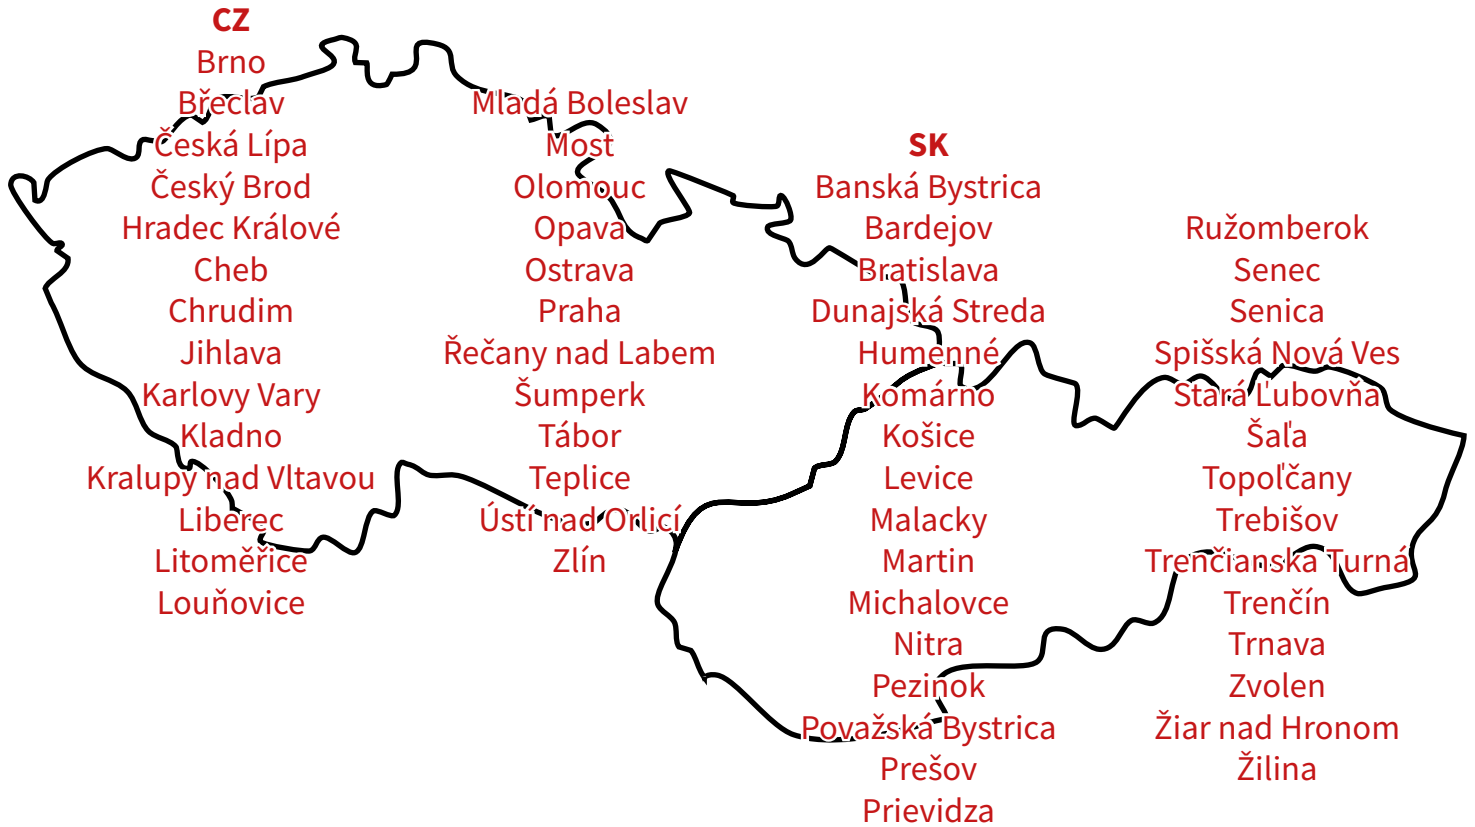 CZ
Brno
Břeclav
Česká Lípa
Český Brod
Hradec Králové
Cheb
Chrudim
Jihlava
Karlovy Vary
Kladno
Kralupy nad Vltavou
Liberec
Litoměřice
Louňovice
Mladá Boleslav
Most
Olomouc
Opava
Ostrava
Praha
Řečany nad Labem
Šumperk
Tábor
Teplice
Ústí nad Orlicí
Zlín
SK
Banská Bystrica
Bardejov
Bratislava
Dunajská Streda
Humenné
Komárno
Košice
Levice
Malacky
Martin
Michalovce
Nitra
Pezinok
Považská Bystrica
Prešov
Prievidza
Ružomberok
Senec
Senica
Spišská Nová Ves
Stará Ľubovňa
Šaľa
Topoľčany
Trebišov
Trenčianska Turná
Trenčín
Trnava
Zvolen
Žiar nad Hronom
Žilina